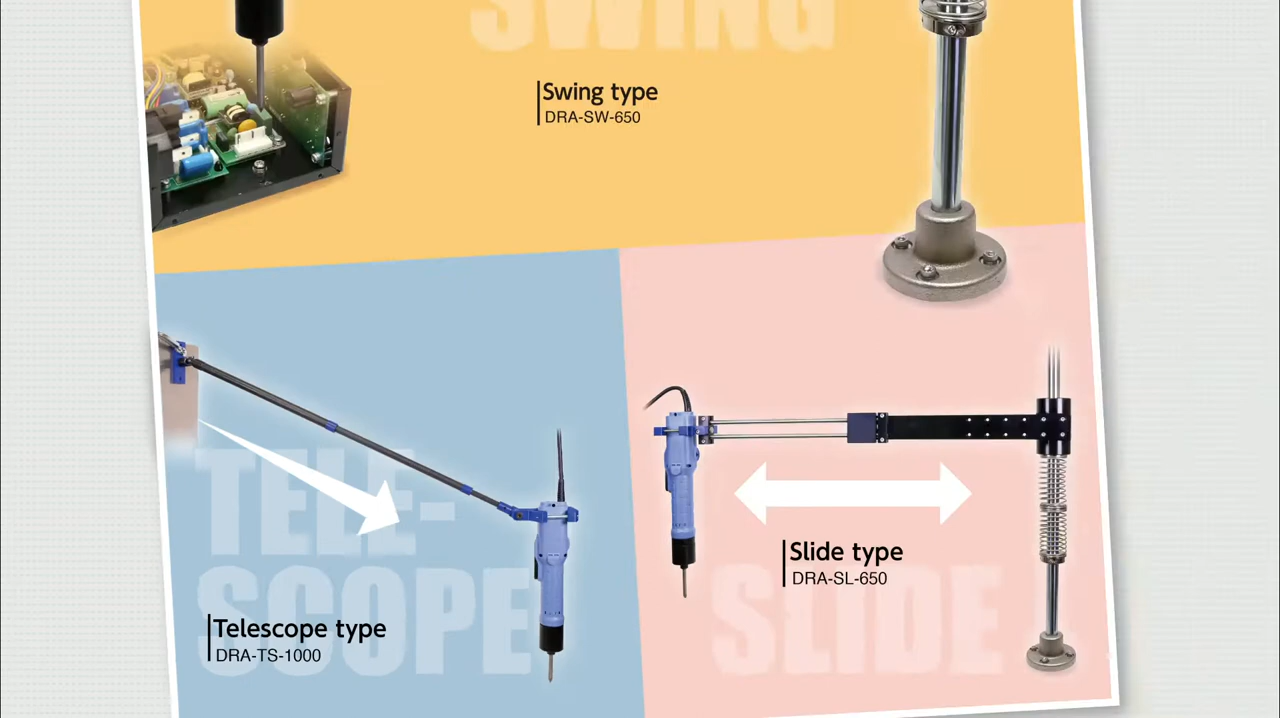 SWING
Swing type
DRA-SW-650
TELE-
SCOPE
Telescope type
DRA-TS-1000
Slide type
DRA-SL-650
SLIDE